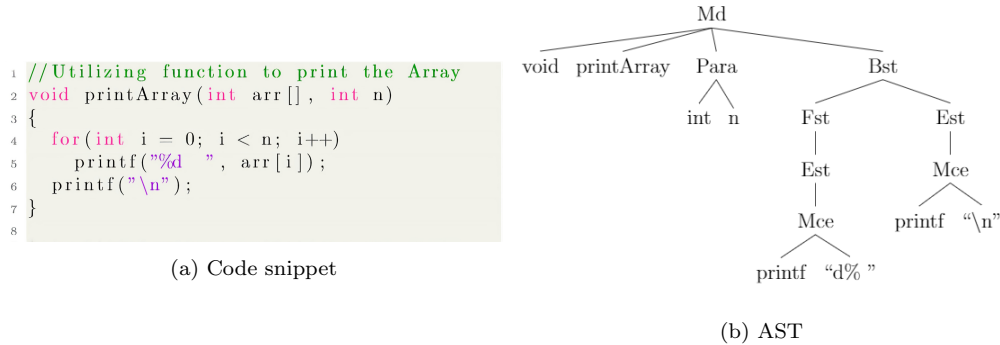 1 //Utilizing function to print the Array
2 void printArray(int arr[], int n)
3 {
4 for(int i = 0; i < n; i++)
5 printf("%d ", arr[i]);
6 printf("\n");
7 }
8
(a) Code snippet
Md
void printArray Para Bst
int n Fst Est
Est Mce
Mce printf “\n”
printf “d% ”
(b) AST